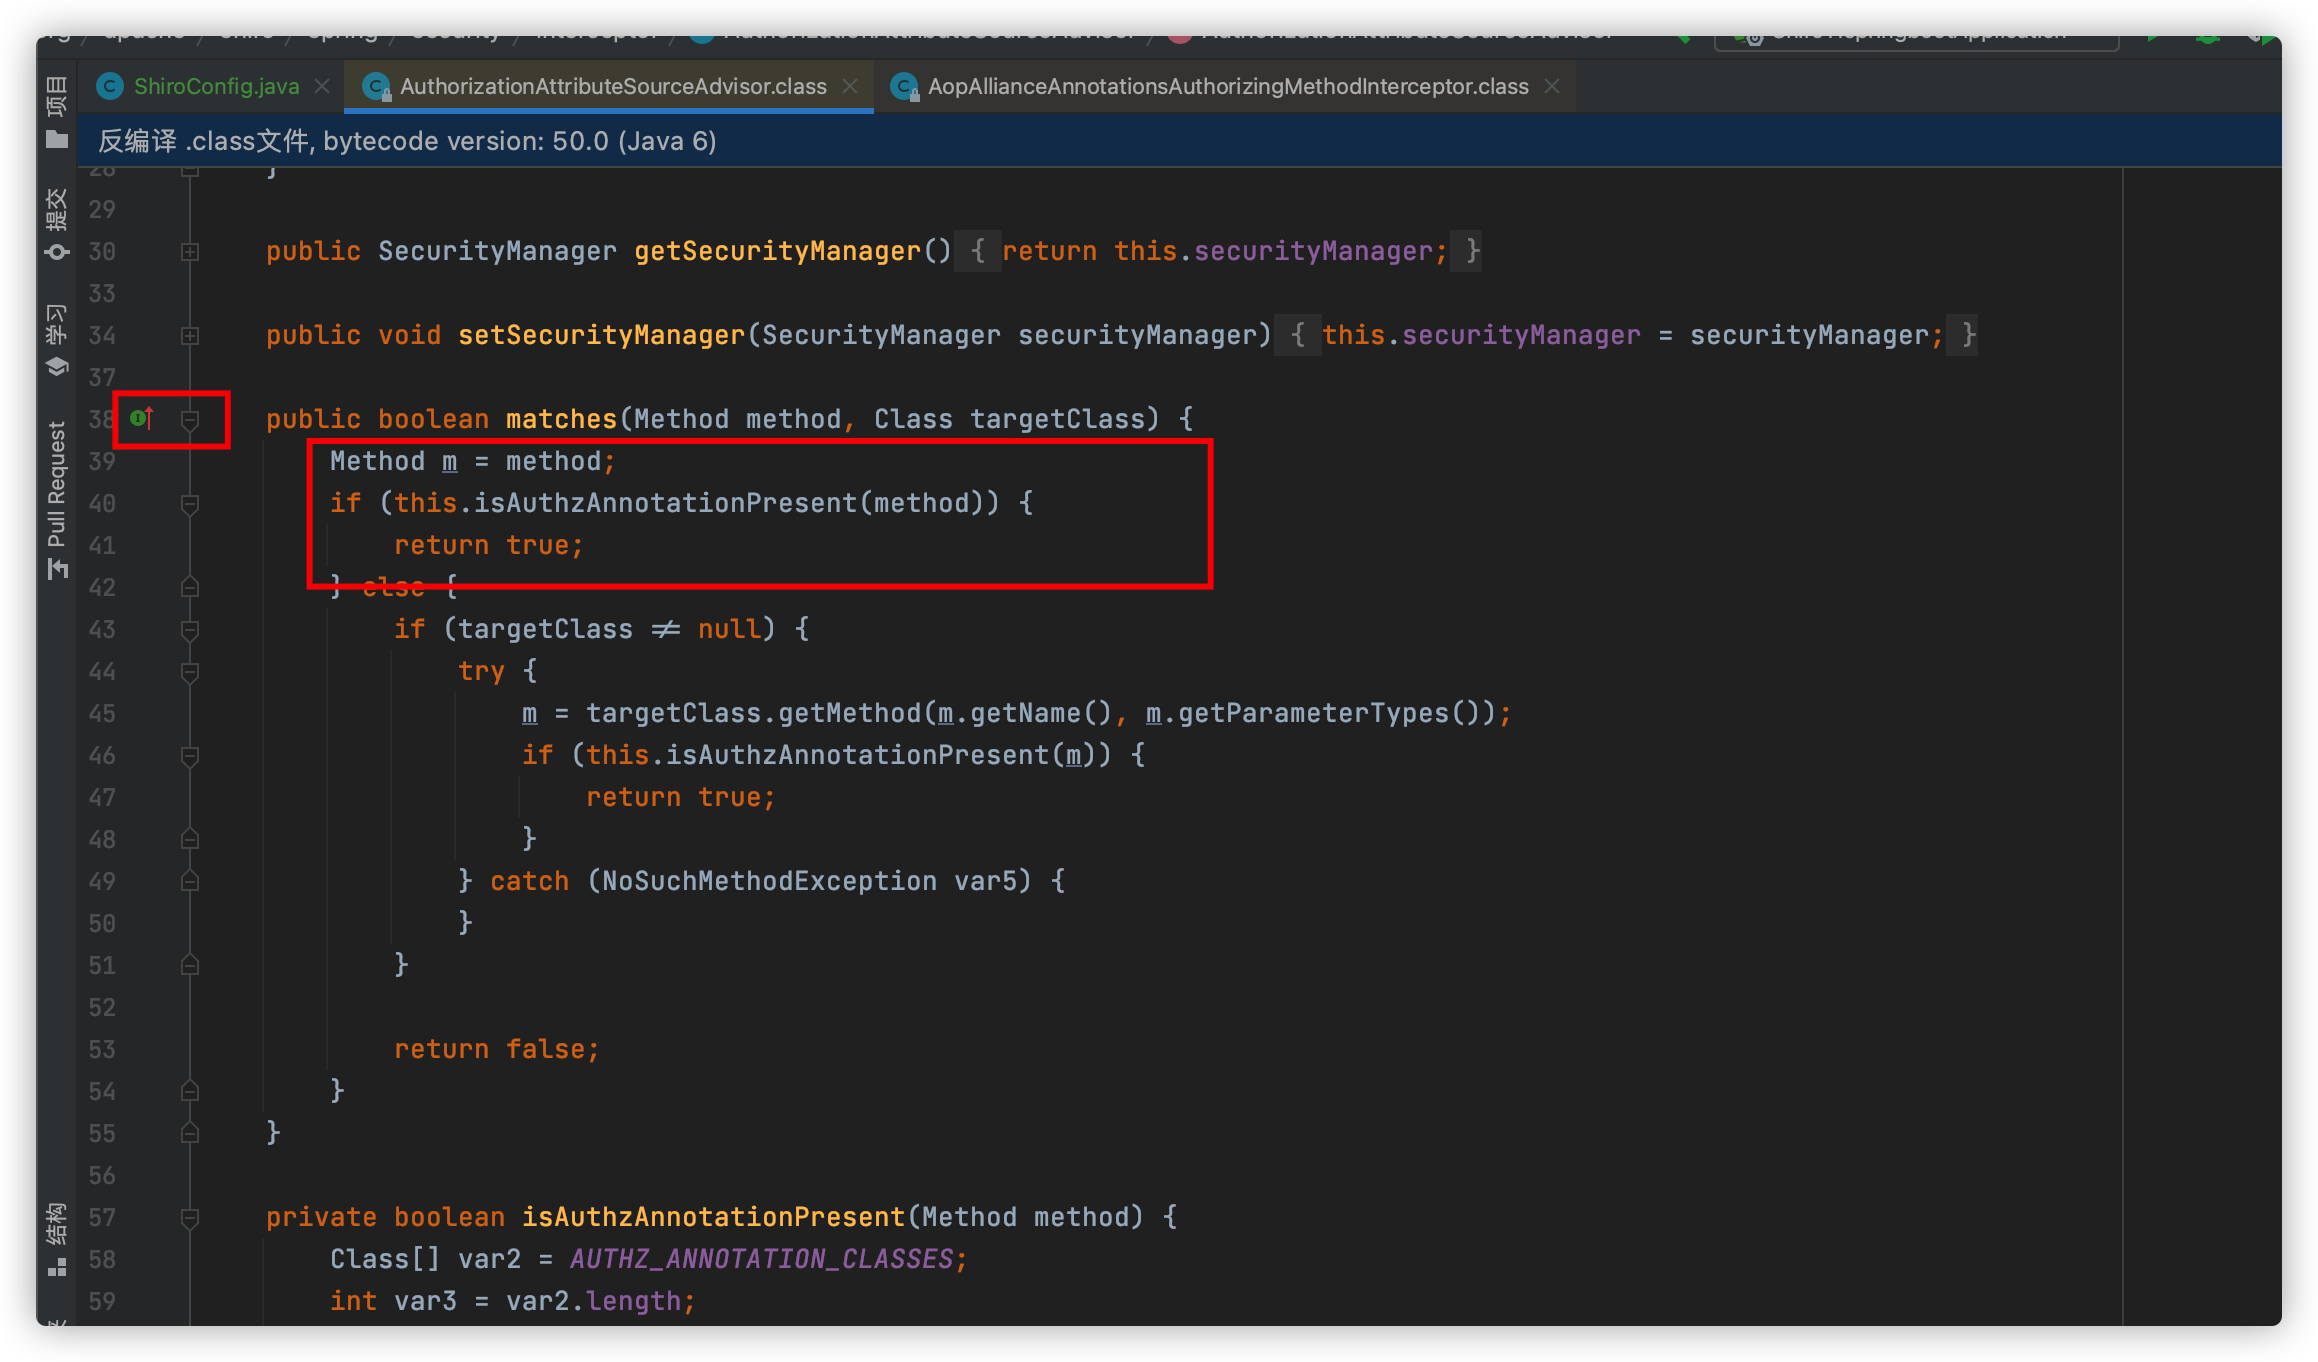 ShiroConfig.java
AuthorizationAttributeSourceAdvisor.class
AopAllianceAnnotationsAuthorizingMethodInterceptor.class
反编译 .class文件, bytecode version: 50.0 (Java 6)
项目
提交
学习
Pull Request
结构
28 }
29
30 public SecurityManager getSecurityManager() { return this.securityManager; }
33
34 public void setSecurityManager(SecurityManager securityManager) { this.securityManager = securityManager; }
37
38 public boolean matches(Method method, Class targetClass) {
39 Method m = method;
40 if (this.isAuthzAnnotationPresent(method)) {
41 return true;
42 } else {
43 if (targetClass ≠ null) {
44 try {
45 m = targetClass.getMethod(m.getName(), m.getParameterTypes());
46 if (this.isAuthzAnnotationPresent(m)) {
47 return true;
48 }
49 } catch (NoSuchMethodException var5) {
50 }
51 }
52
53 return false;
54 }
55 }
56
57 private boolean isAuthzAnnotationPresent(Method method) {
58 Class[] var2 = AUTHZ_ANNOTATION_CLASSES;
59 int var3 = var2.length;